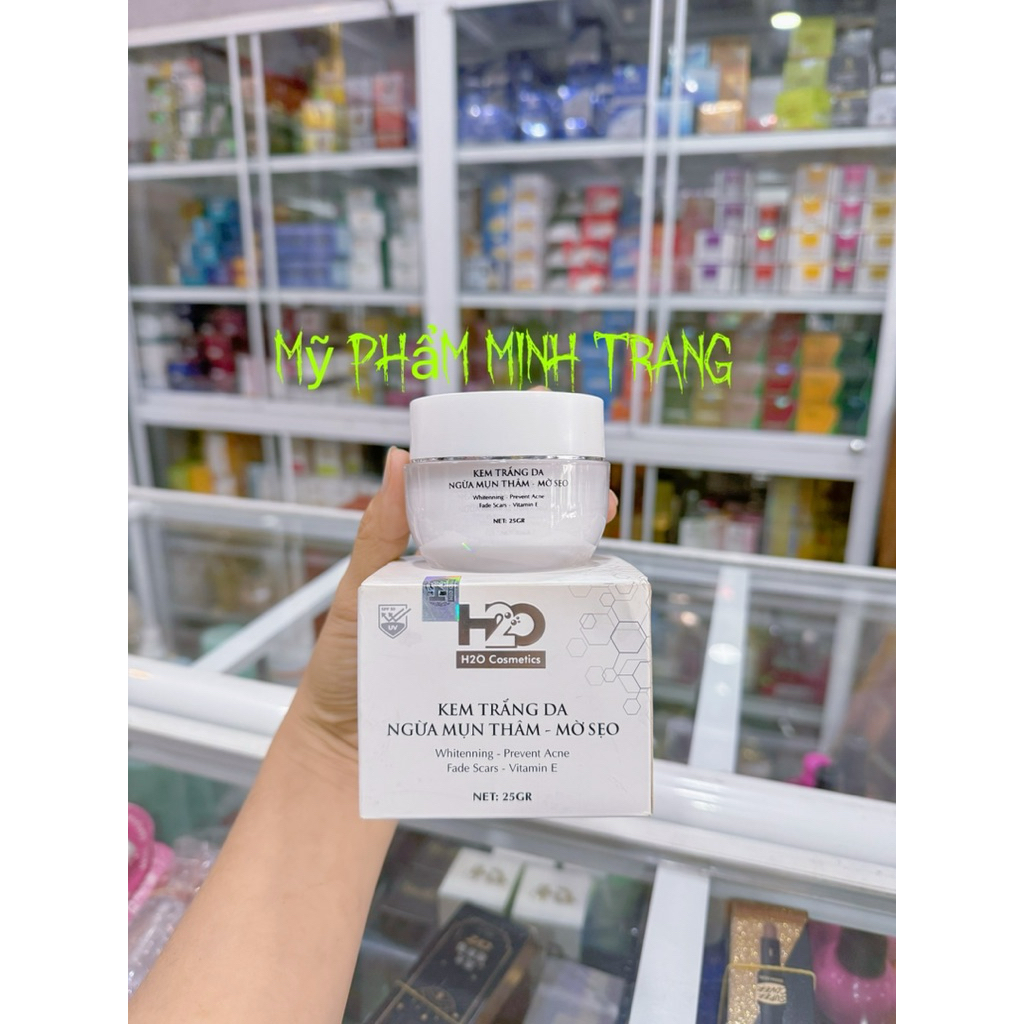 Mỹ PHẨM MINH TRANG
KEM TRẮNG DA
NGỪA MỤN THÂM - MỜ SẸO
Whitenning - Prevent Acne
Fade Scars - Vitamin E
NET: 25GR
UV
H2O
H2O Cosmetics
KEM TRẮNG DA
NGỪA MỤN THÂM - MỜ SẸO
Whitenning - Prevent Acne
Fade Scars - Vitamin E
NET: 25GR